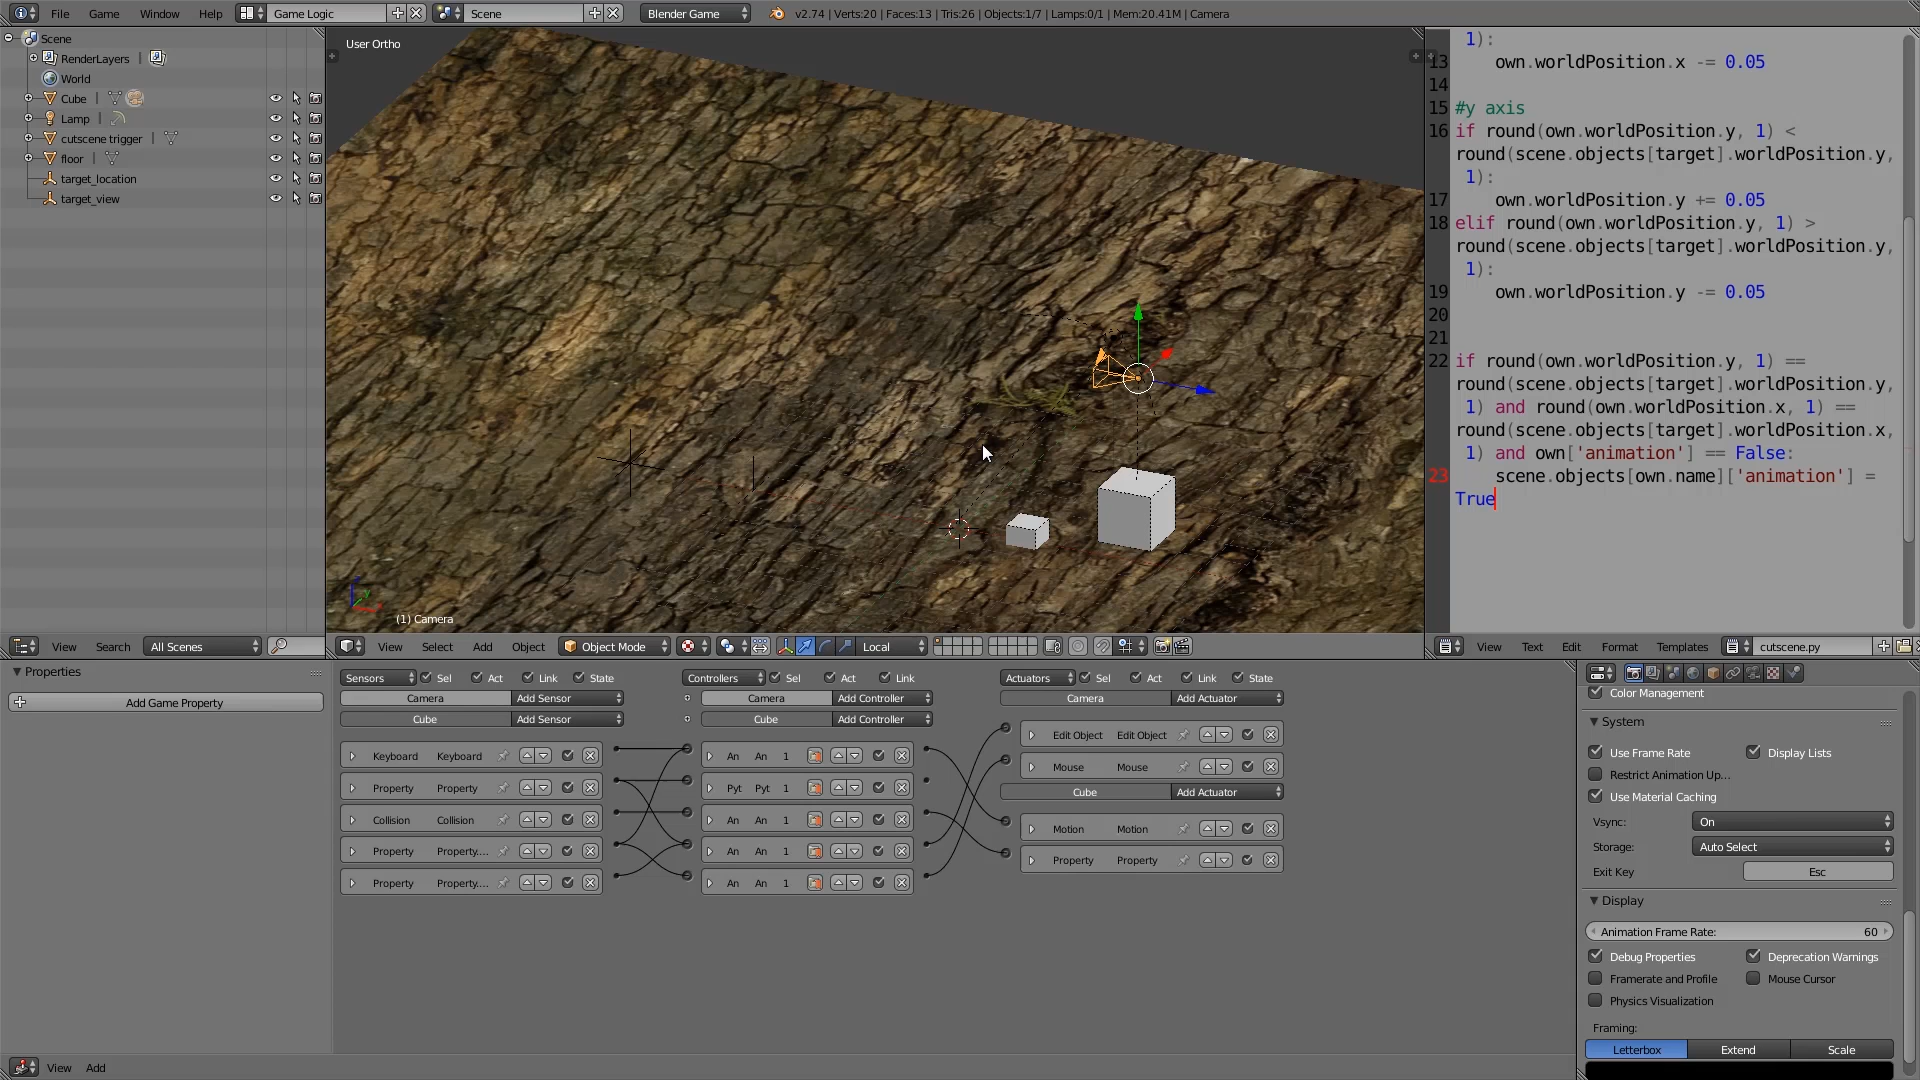 File Game Window Help Game Logic Scene Blender Game v2.74 | Verts:20 | Faces:13 | Tris:26 | Objects:1/7 | Lamps:0/1 | Mem:20.41M | Camera
Scene
RenderLayers |
World
Cube |
Lamp |
cutscene trigger |
floor |
target_location
target_view
View Search All Scenes
User Ortho
(1) Camera
View Select Add Object Object Mode Local
1):
13 own.worldPosition.x -= 0.05
14
15 #y axis
16 if round(own.worldPosition.y, 1) <
round(scene.objects[target].worldPosition.y,
1):
17 own.worldPosition.y += 0.05
18 elif round(own.worldPosition.y, 1) >
round(scene.objects[target].worldPosition.y,
1):
19 own.worldPosition.y -= 0.05
20
21
22 if round(own.worldPosition.y, 1) ==
round(scene.objects[target].worldPosition.y,
1) and round(own.worldPosition.x, 1) ==
round(scene.objects[target].worldPosition.x,
1) and own['animation'] == False:
23 scene.objects[own.name]['animation'] =
True
View Text Edit Format Templates cutscene.py
Properties
Add Game Property
View Add
Sensors Sel Act Link State
Camera Add Sensor
Cube Add Sensor
Keyboard Keyboard
Property Property
Collision Collision
Property Property....
Property Property....
Controllers Sel Act Link
Camera Add Controller
Cube Add Controller
An An 1
Pyt Pyt 1
An An 1
An An 1
An An 1
Actuators Sel Act Link State
Camera Add Actuator
Edit Object Edit Object
Mouse Mouse
Cube Add Actuator
Motion Motion
Property Property
Color Management
System
Use Frame Rate Display Lists
Restrict Animation Up...
Use Material Caching
Vsync: On
Storage: Auto Select
Exit Key Esc
Display
Animation Frame Rate: 60
Debug Properties Deprecation Warnings
Framerate and Profile Mouse Cursor
Physics Visualization
Framing:
Letterbox Extend Scale